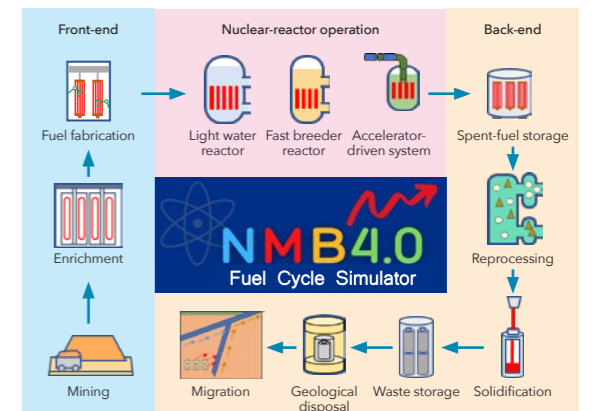 Front-end
Nuclear-reactor operation
Back-end
Fuel fabrication
Light water
reactor
Fast breeder
reactor
Accelerator-
driven system
Spent-fuel storage
Enrichment
NMB4.0
Fuel Cycle Simulator
Reprocessing
Mining
Migration
Geological
disposal
Waste storage
Solidification